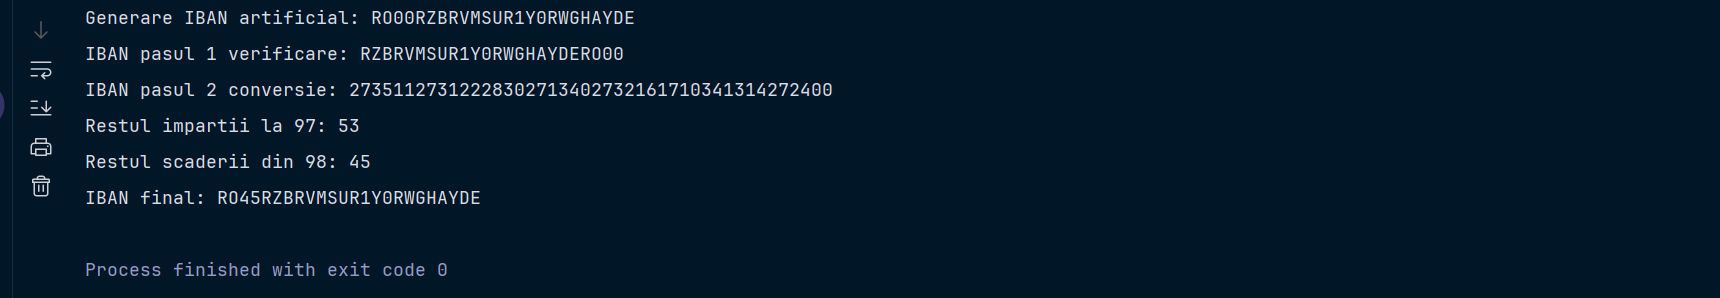 Generare IBAN artificial: RO00RZBRVMSUR1Y0RWGHAYDE
IBAN pasul 1 verificare: RZBRVMSUR1Y0RWGHAYDERO00
IBAN pasul 2 conversie: 27351127312228302713402732161710341314272400
Restul impartii la 97: 53
Restul scaderii din 98: 45
IBAN final: RO45RZBRVMSUR1Y0RWGHAYDE
Process finished with exit code 0